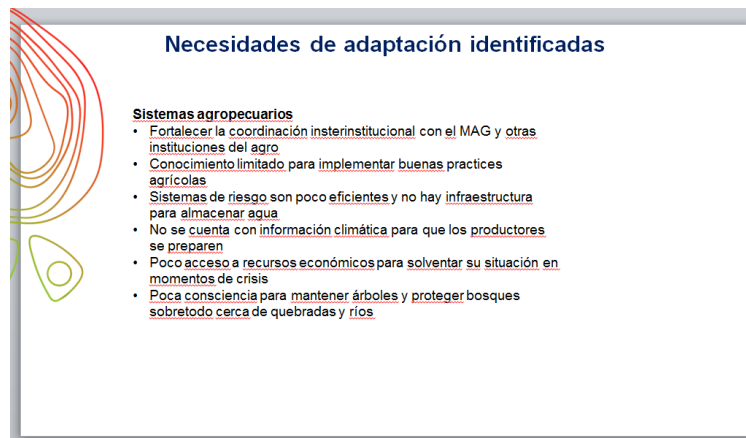 Necesidades de adaptación identificadas
Sistemas agropecuarios
• Fortalecer la coordinación insterinstitucional con el MAG y otras
instituciones del agro
• Conocimiento limitado para implementar buenas practices
agrícolas
• Sistemas de riesgo son poco eficientes y no hay infraestructura
para almacenar agua
• No se cuenta con información climática para que los productores
se preparen
• Poco acceso a recursos económicos para solventar su situación en
momentos de crisis
• Poca consciencia para mantener árboles y proteger bosques
sobretodo cerca de quebradas y ríos